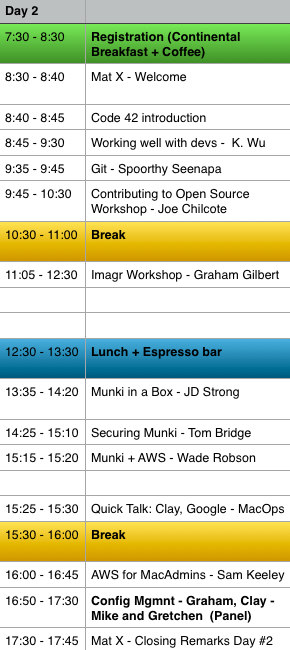 Day 2
7:30 - 8:30 Registration (Continental
Breakfast + Coffee)
8:30 - 8:40 Mat X - Welcome
8:40 - 8:45 Code 42 introduction
8:45 - 9:30 Working well with devs - K. Wu
9:35 - 9:45 Git - Spoorthy Seenapa
9:45 - 10:30 Contributing to Open Source
Workshop - Joe Chilcote
10:30 - 11:00 Break
11:05 - 12:30 Imagr Workshop - Graham Gilbert
12:30 - 13:30 Lunch + Espresso bar
13:35 - 14:20 Munki in a Box - JD Strong
14:25 - 15:10 Securing Munki - Tom Bridge
15:15 - 15:20 Munki + AWS - Wade Robson
15:25 - 15:30 Quick Talk: Clay, Google - MacOps
15:30 - 16:00 Break
16:00 - 16:45 AWS for MacAdmins - Sam Keeley
16:50 - 17:30 Config Mgmnt - Graham, Clay -
Mike and Gretchen (Panel)
17:30 - 17:45 Mat X - Closing Remarks Day #2